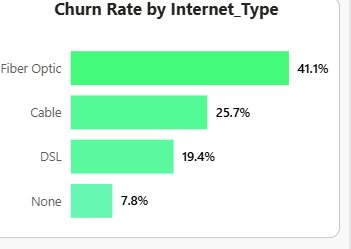 Churn Rate by Internet_Type
Fiber Optic 41.1%
Cable 25.7%
DSL 19.4%
None 7.8%